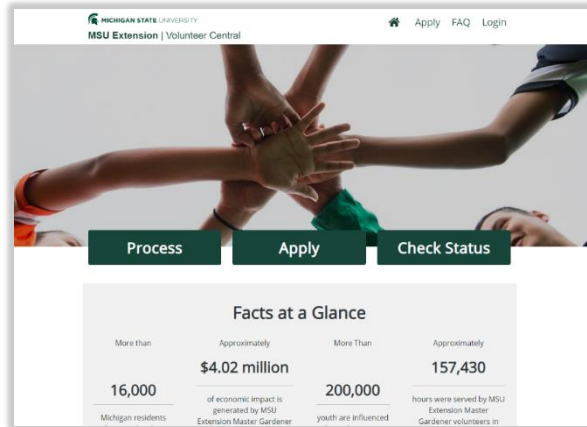 MICHIGAN STATE UNIVERSITY
MSU Extension | Volunteer Central
Apply FAQ Login
Process
Apply
Check Status
Facts at a Glance
More than
16,000
Michigan residents
Approximately
$4.02 million
of economic impact is
generated by MSU
Extension Master Gardener
More Than
200,000
youth are influenced
Approximately
157,430
hours were served by MSU
Extension Master
Gardener volunteers in